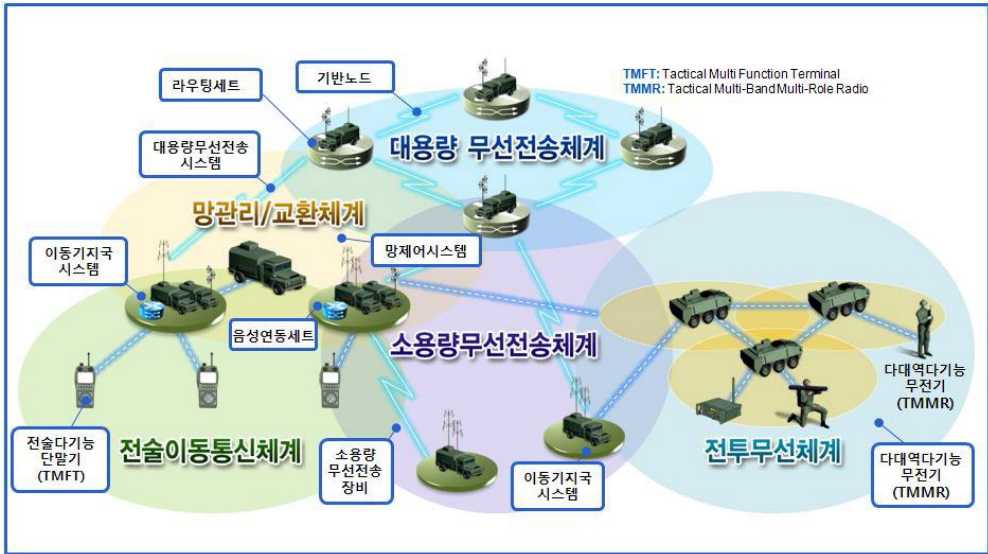 라우팅세트
기반노드
TMFT: Tactical Multi Function Terminal
TMMR: Tactical Multi-Band Multi-Role Radio
대용량 무선전송체계
대용량무선전송
시스템
망관리/교환체계
이동기지국
시스템
망제어시스템
음성연동세트
소용량무선전송체계
다대역다기능
무전기
(TMMR)
전술다기능
단말기
(TMFT)
전술이동통신체계
소용량
무선전송
장비
이동기지국
시스템
전투무선체계
다대역다기능
무전기
(TMMR)